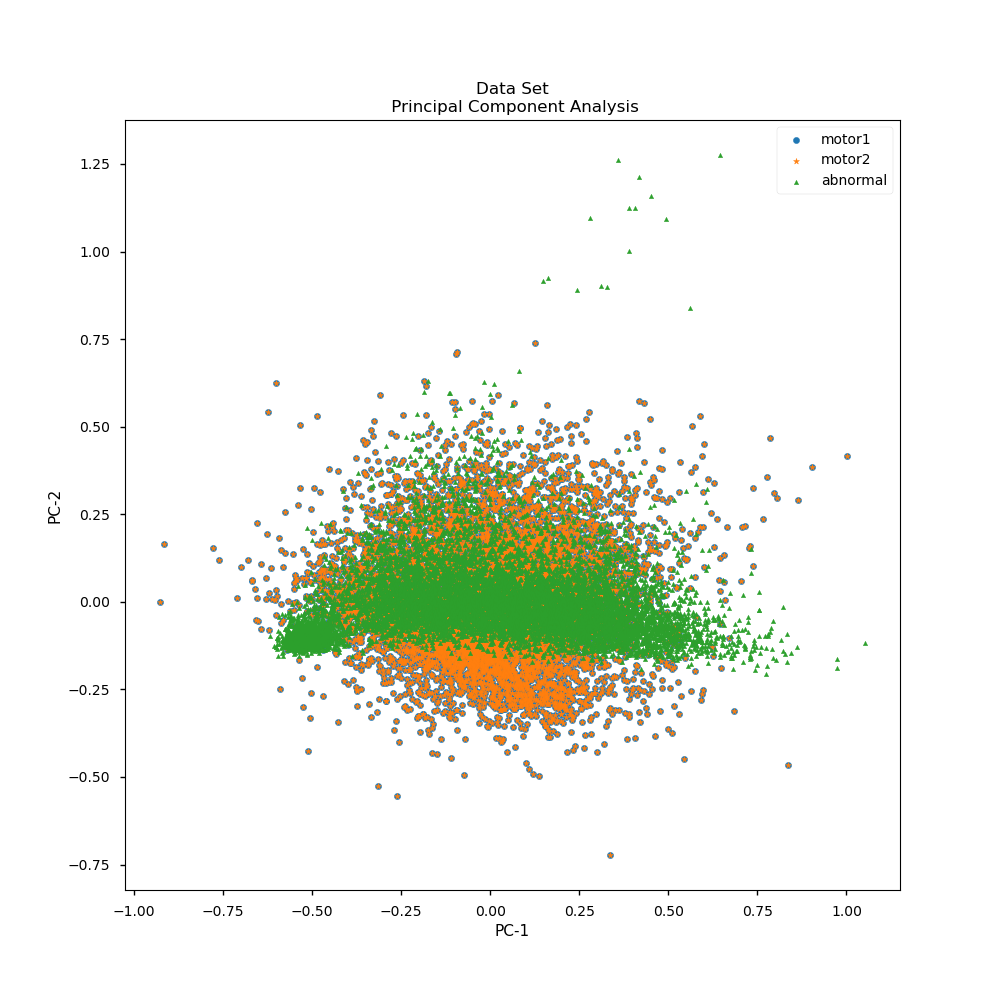 Data Set
Principal Component Analysis
motor1
motor2
abnormal
1.25
1.00
0.75
0.50
0.25
0.00
−0.25
−0.50
−0.75
PC-2
−1.00 −0.75 −0.50 −0.25 0.00 0.25 0.50 0.75 1.00
PC-1